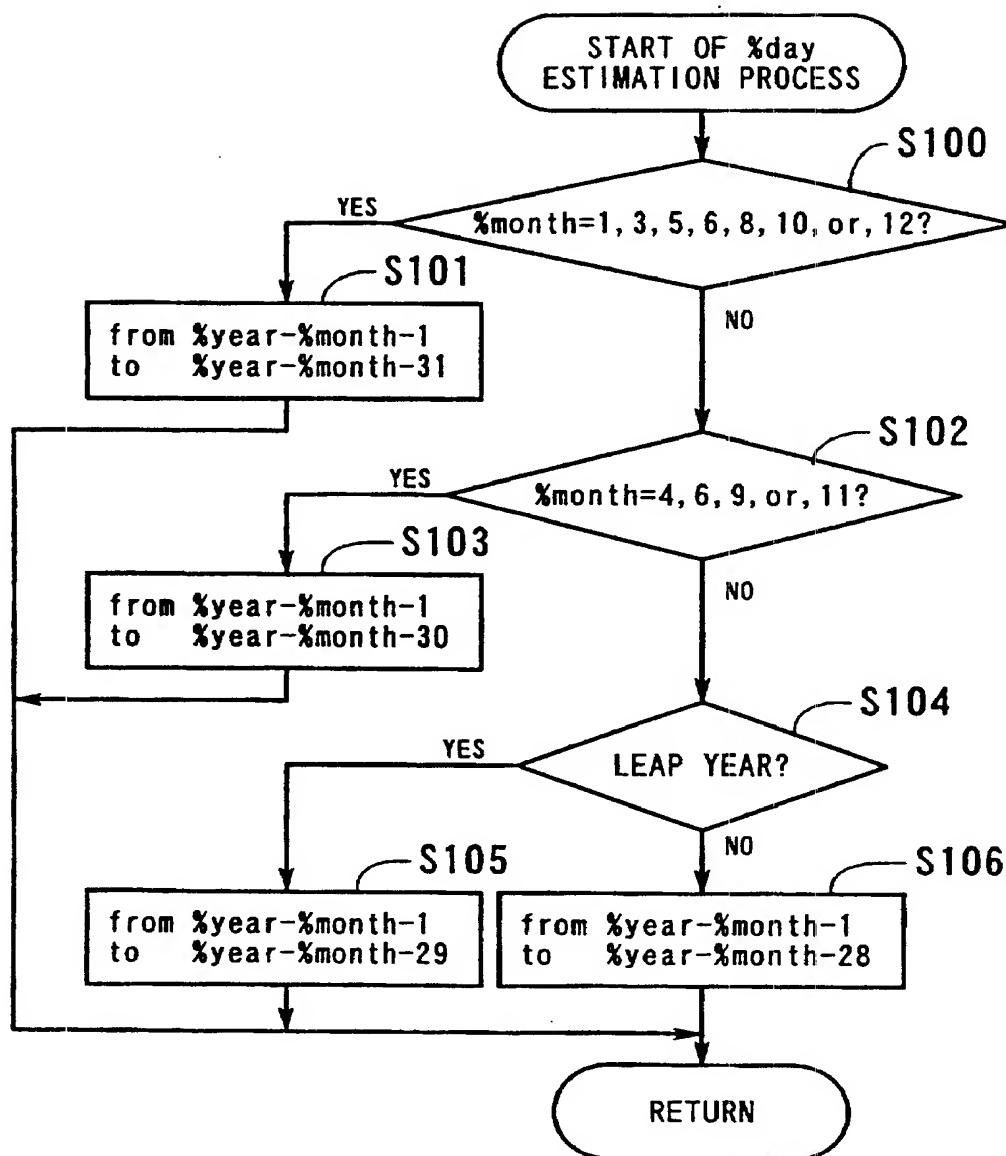 START OF %day
ESTIMATION PROCESS
S100
%month=1,3,5,6,8,10,or,12?
YES
NO
S101
from %year-%month-1
to %year-%month-31
S102
%month=4,6,9,or,11?
YES
NO
S103
from %year-%month-1
to %year-%month-30
S104
LEAP YEAR?
YES
NO
S105
from %year-%month-1
to %year-%month-29
S106
from %year-%month-1
to %year-%month-28
RETURN